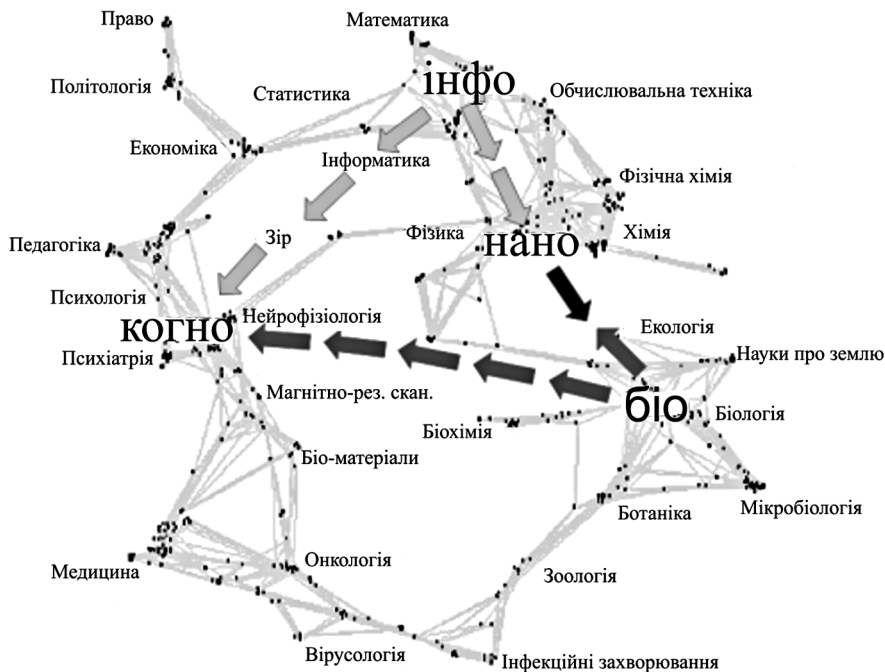 Право
Математика
Політологія
Статистика
інфо
Обчислювальна техніка
Економіка
Інформатика
Фізична хімія
Педагогіка
Зір
Фізика
нано
Хімія
Психологія
когно
Нейрофізіологія
Екологія
Психіатрія
Науки про землю
Магнітно-рез. скан.
біо
Біологія
Біохімія
Біо-матеріали
Ботаніка
Мікробіологія
Медицина
Онкологія
Зоологія
Вірусологія
Інфекційні захворювання